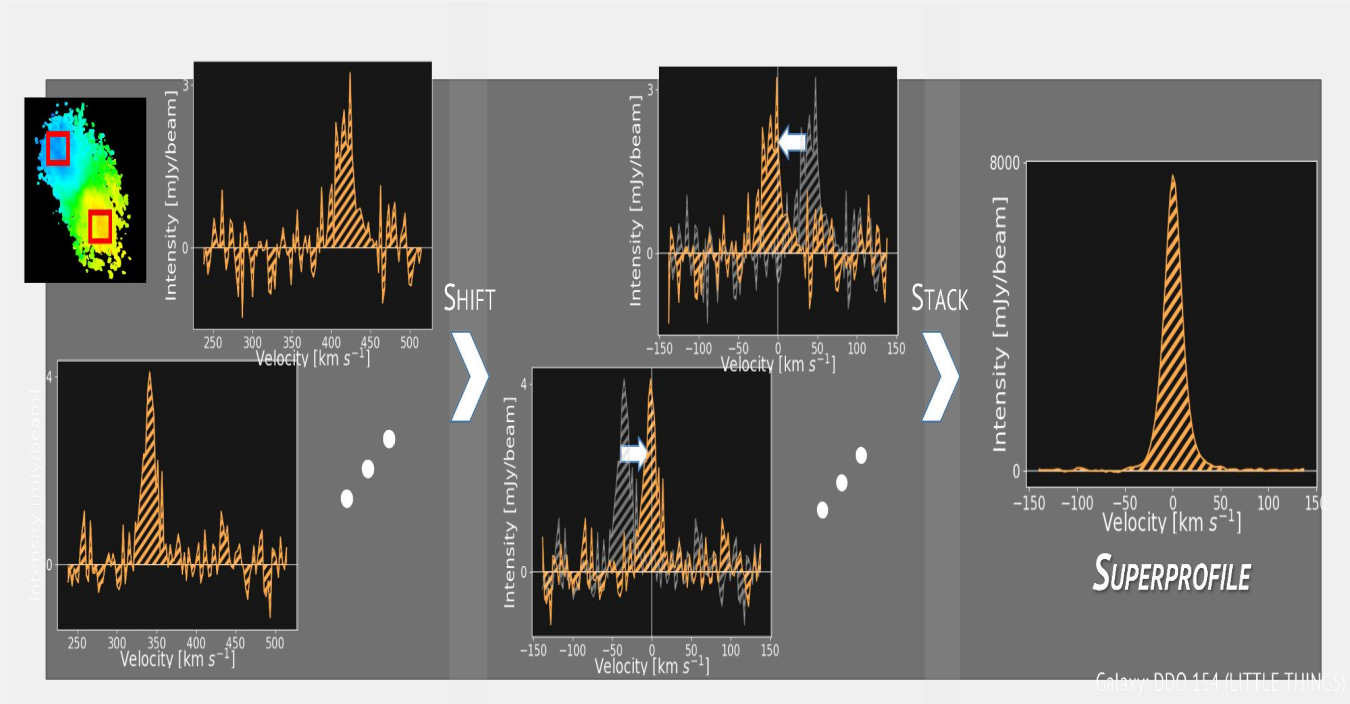 3
0
Intensity [mJy/beam]
250 300 350 400 450 500
Velocity [km s⁻¹]
4
0
Intensity [mJy/beam]
250 300 350 400 450 500
Velocity [km s⁻¹]
SHIFT
3
0
Intensity [mJy/beam]
−150 −100 −50 0 50 100 150
Velocity [km s⁻¹]
4
0
Intensity [mJy/beam]
−150 −100 −50 0 50 100 150
Velocity [km s⁻¹]
STACK
8000
0
Intensity [mJy/beam]
−150 −100 −50 0 50 100 150
Velocity [km s⁻¹]
SUPERPROFILE
Galaxy: DDO 154 (LITTLE THINGS)